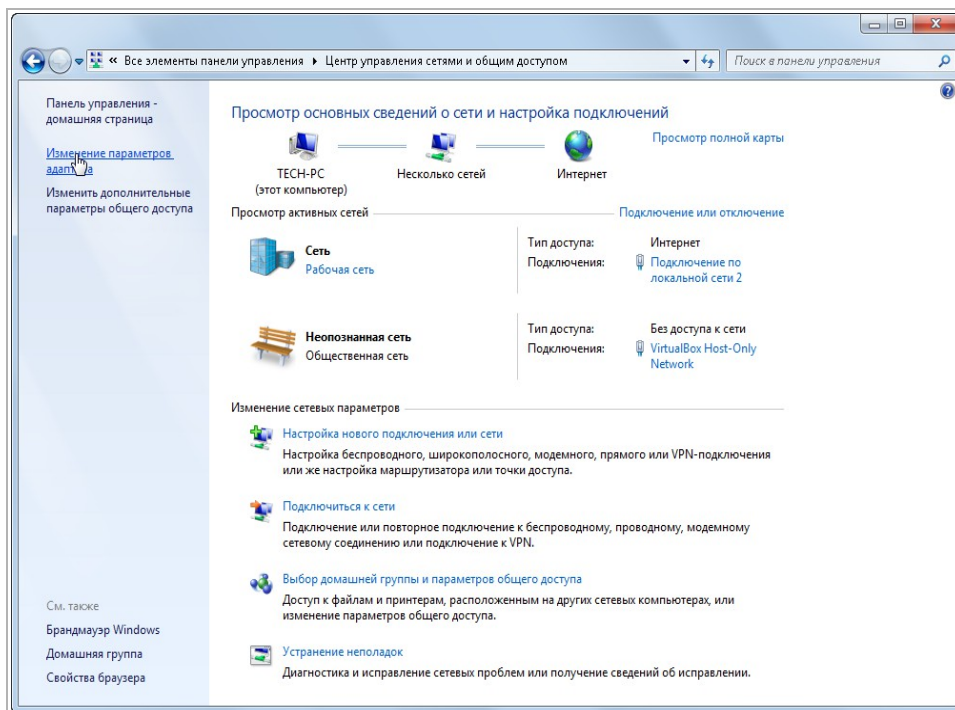 « Все элементы панели управления ▸ Центр управления сетями и общим доступом
Поиск в панели управления
Панель управления -
домашняя страница
Изменение параметров
адаптера
Изменить дополнительные
параметры общего доступа
См. также
Брандмауэр Windows
Домашняя группа
Свойства браузера
Просмотр основных сведений о сети и настройка подключений
Просмотр полной карты
TECH-PC
(этот компьютер)
Несколько сетей
Интернет
Просмотр активных сетей
Подключение или отключение
Сеть
Рабочая сеть
Тип доступа: Интернет
Подключения: Подключение по
локальной сети 2
Неопознанная сеть
Общественная сеть
Тип доступа: Без доступа к сети
Подключения: VirtualBox Host-Only
Network
Изменение сетевых параметров
Настройка нового подключения или сети
Настройка беспроводного, широкополосного, модемного, прямого или VPN-подключения
или же настройка маршрутизатора или точки доступа.
Подключиться к сети
Подключение или повторное подключение к беспроводному, проводному, модемному
сетевому соединению или подключение к VPN.
Выбор домашней группы и параметров общего доступа
Доступ к файлам и принтерам, расположенным на других сетевых компьютерах, или
изменение параметров общего доступа.
Устранение неполадок
Диагностика и исправление сетевых проблем или получение сведений об исправлении.